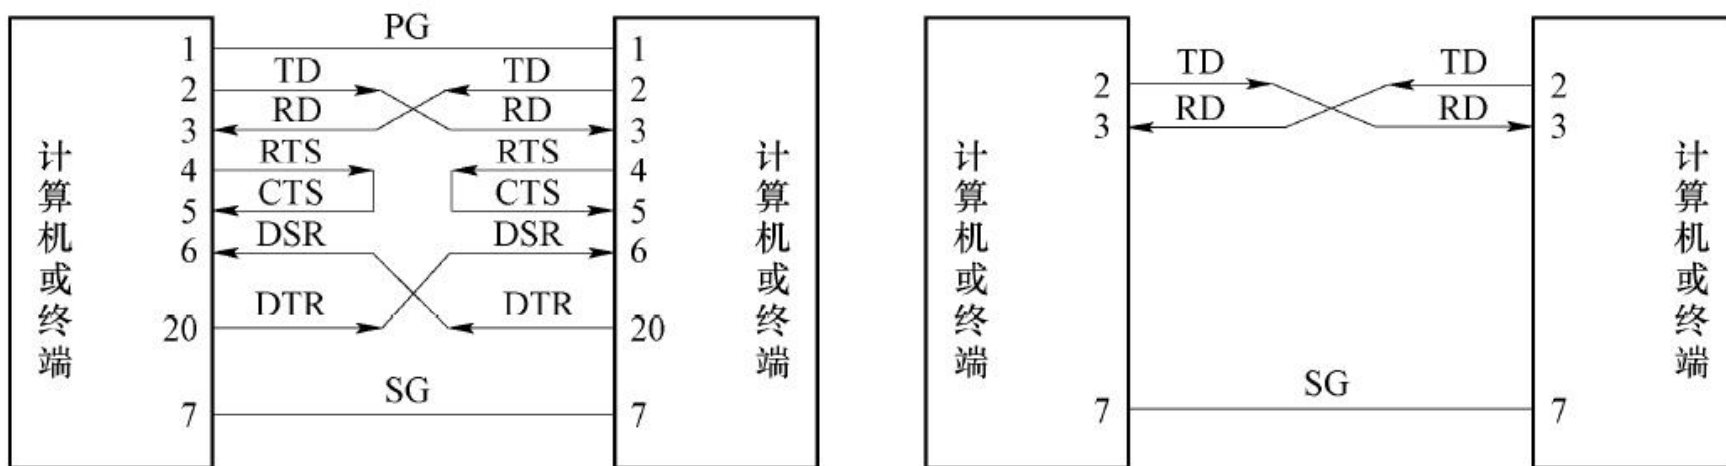 PG
1 1
TD TD
2 2
RD RD
3 3
RTS RTS
4 4
CTS CTS
5 5
DSR DSR
6 6
DTR DTR
20 20
SG
7 7
计算机或终端
计算机或终端
TD TD
2 2
RD RD
3 3
SG
7 7
计算机或终端
计算机或终端